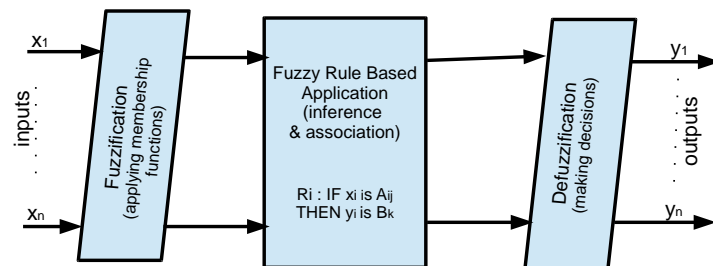 x1
inputs
xn
Fuzzification
(applying membership
functions)
Fuzzy Rule Based
Application
(inference
& association)
Ri : IF xi is Aij
THEN yi is Bk
Defuzzification
(making decisions)
y1
outputs
yn